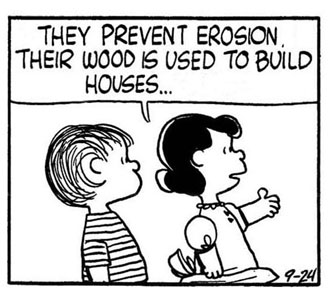 THEY PREVENT EROSION.
THEIR WOOD IS USED TO BUILD
HOUSES...
9-24